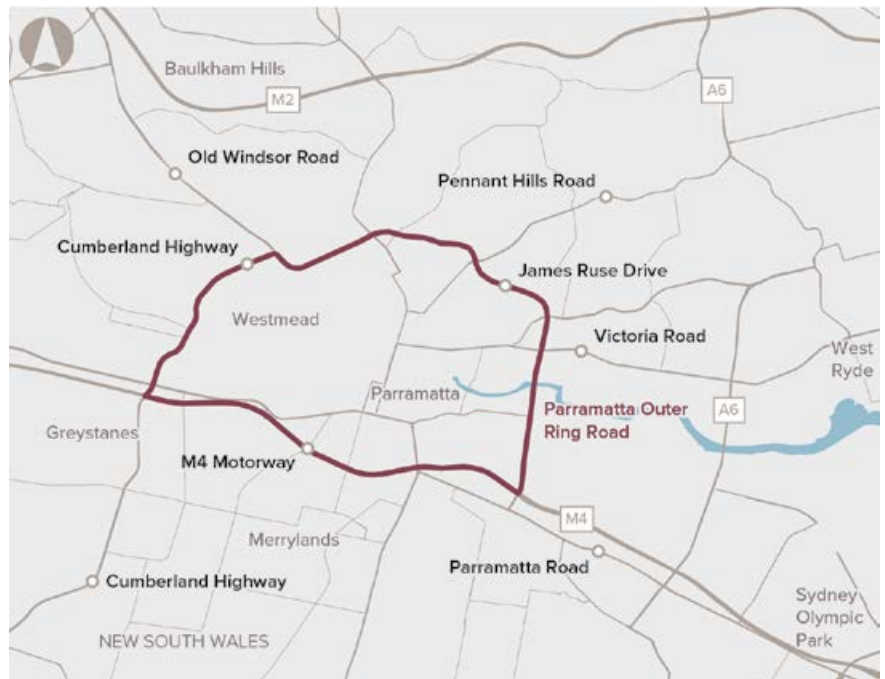 Baulkham Hills
M2
A6
Old Windsor Road
Pennant Hills Road
Cumberland Highway
James Ruse Drive
Westmead
Victoria Road
West
Ryde
Parramatta
Parramatta Outer
Ring Road
A6
Greystanes
M4 Motorway
M4
Merrylands
Parramatta Road
Cumberland Highway
Sydney
Olympic
Park
NEW SOUTH WALES